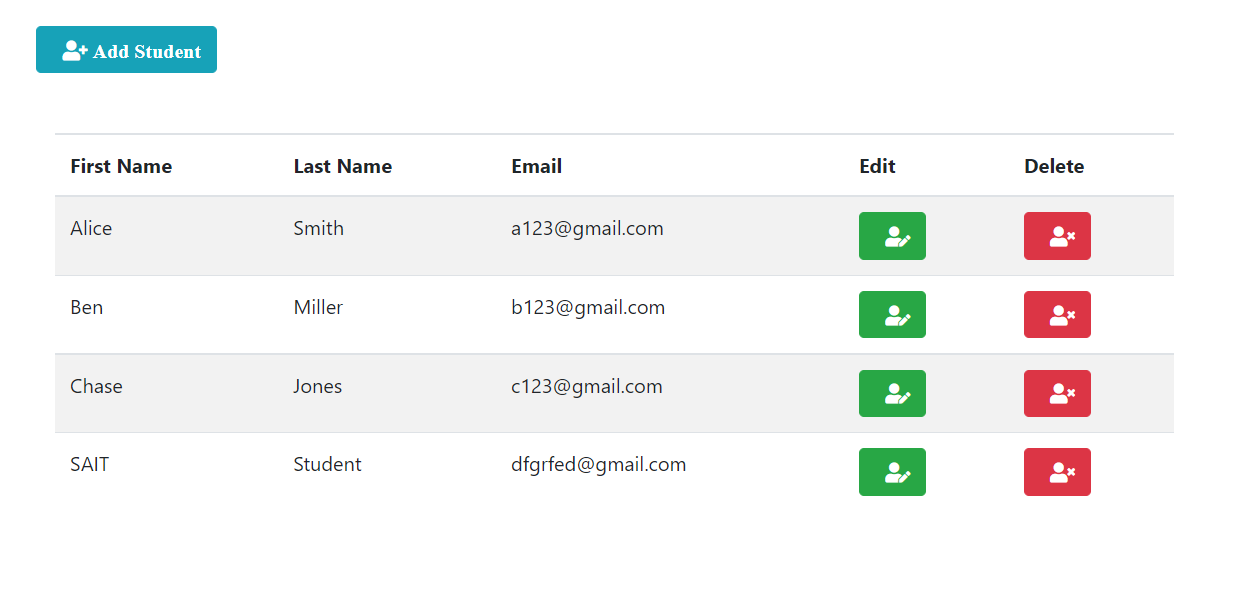 Add Student
First Name Last Name Email Edit Delete
Alice Smith a123@gmail.com
Ben Miller b123@gmail.com
Chase Jones c123@gmail.com
SAIT Student dfgrfed@gmail.com